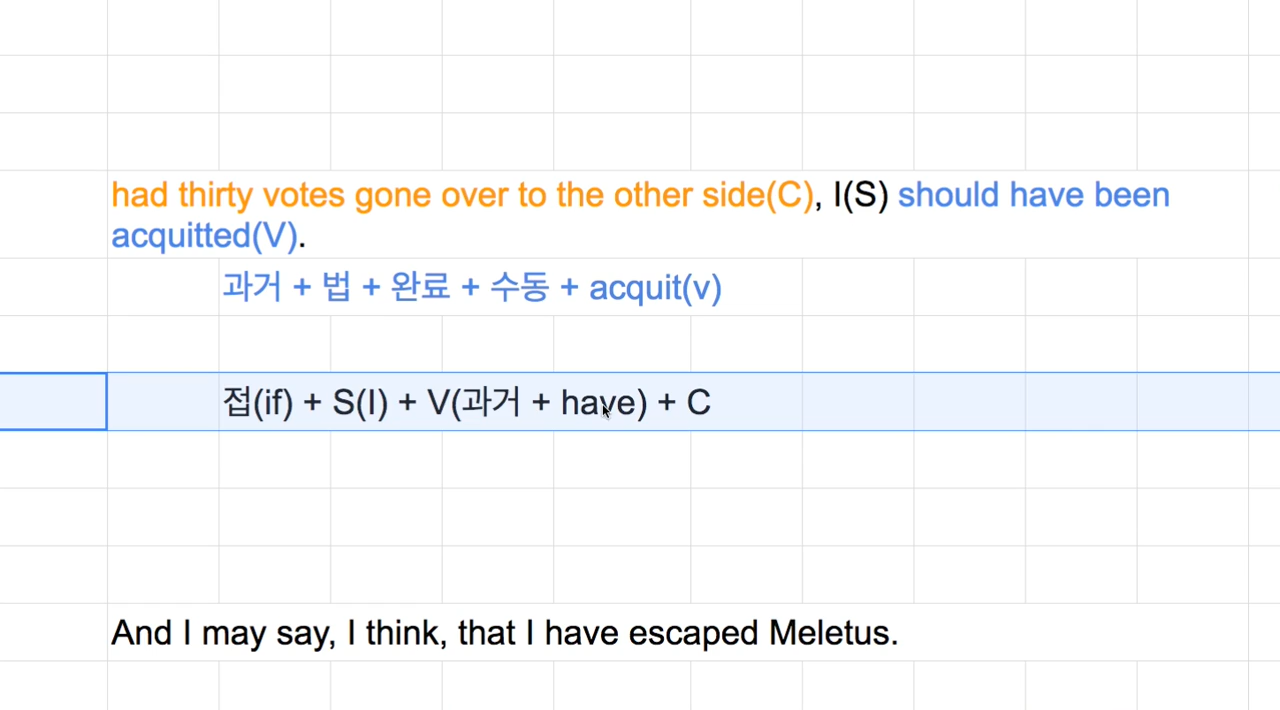 had thirty votes gone over to the other side(C), I(S) should have been
acquitted(V).
과거 + 법 + 완료 + 수동 + acquit(v)
접(if) + S(I) + V(과거 + have) + C
And I may say, I think, that I have escaped Meletus.